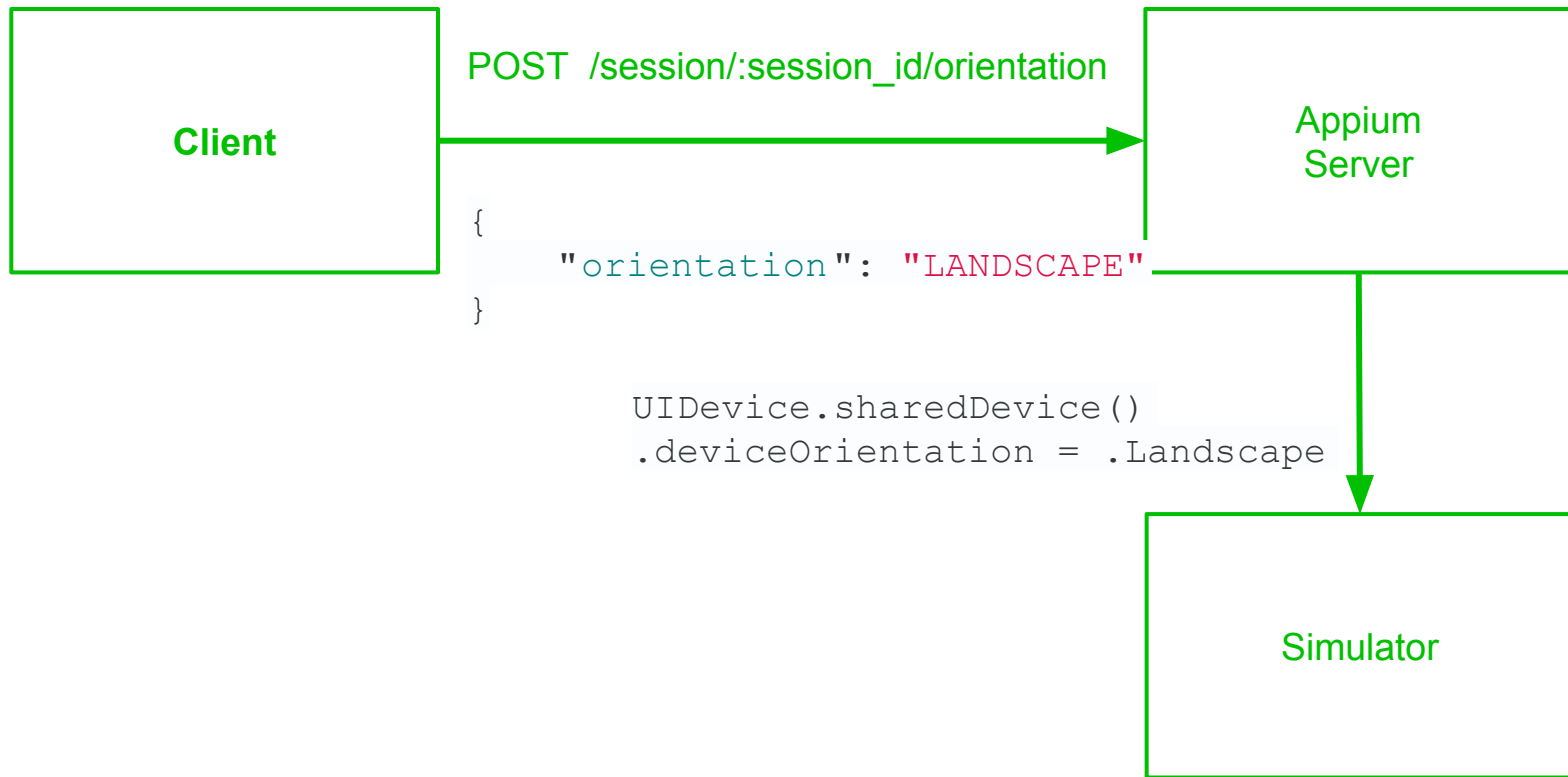 POST /session/:session_id/orientation
Client
Appium
Server
{
"orientation": "LANDSCAPE"
}
UIDevice.sharedDevice()
.deviceOrientation = .Landscape
Simulator